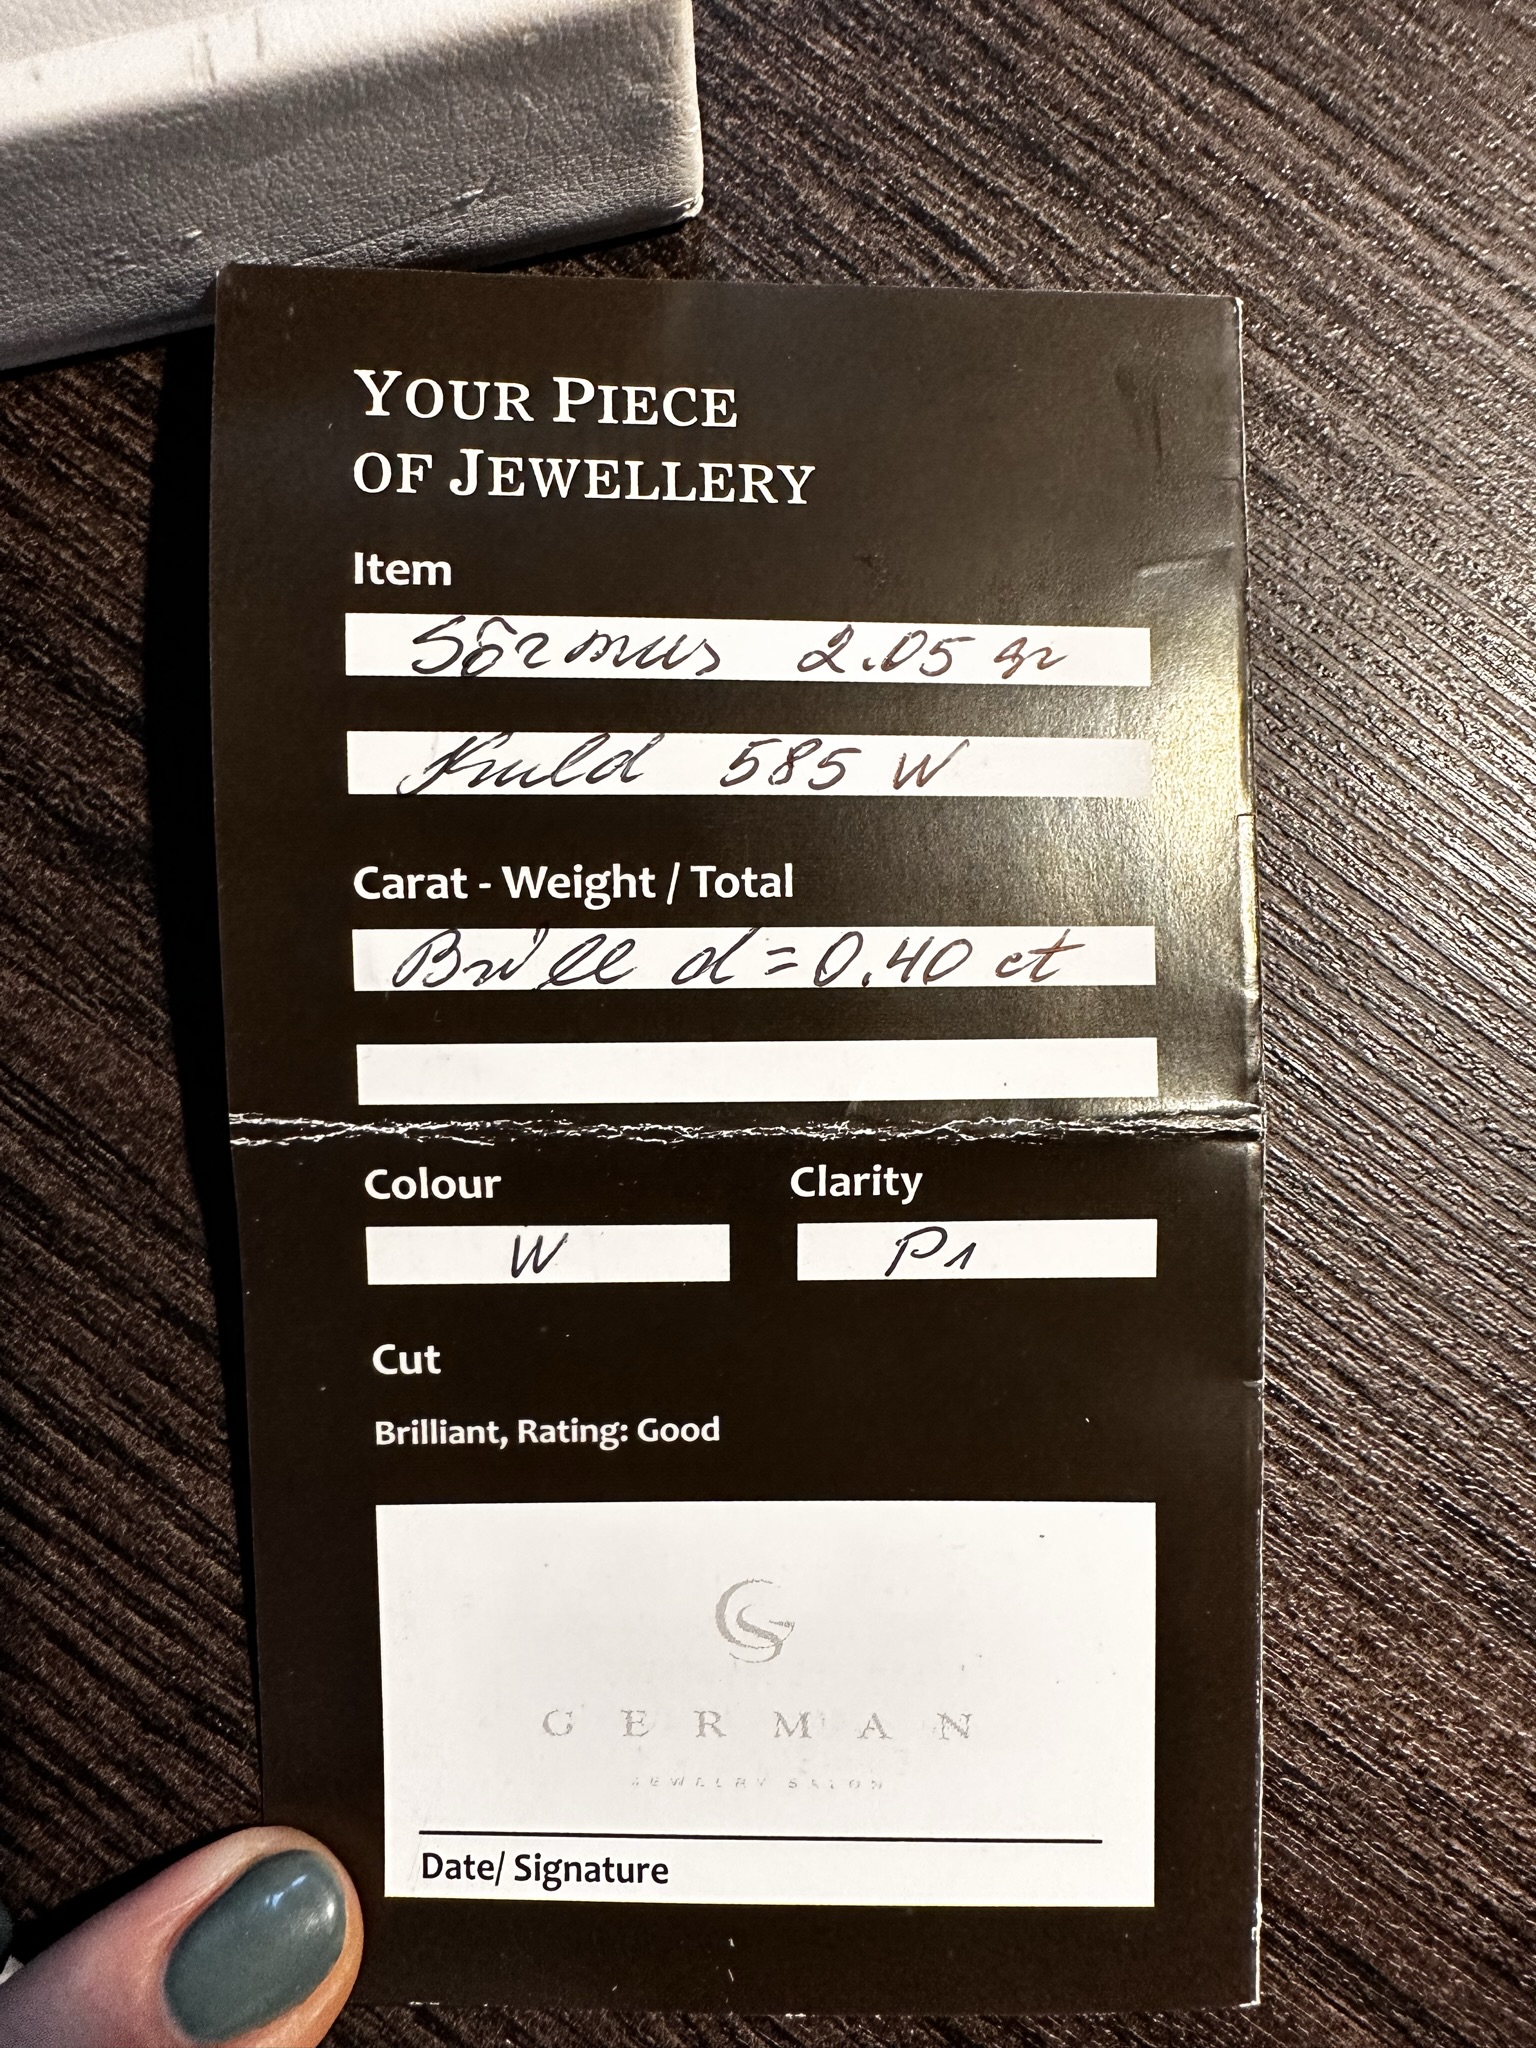 YOUR PIECE
OF JEWELLERY
Item
Sõrmus 2.05 gr
Kuld 585 W
Carat - Weight / Total
Brill d=0.40 ct
Colour
Clarity
W
P1
Cut
Brilliant, Rating: Good
GS
GERMAN
JEWELRY SALON
Date/ Signature